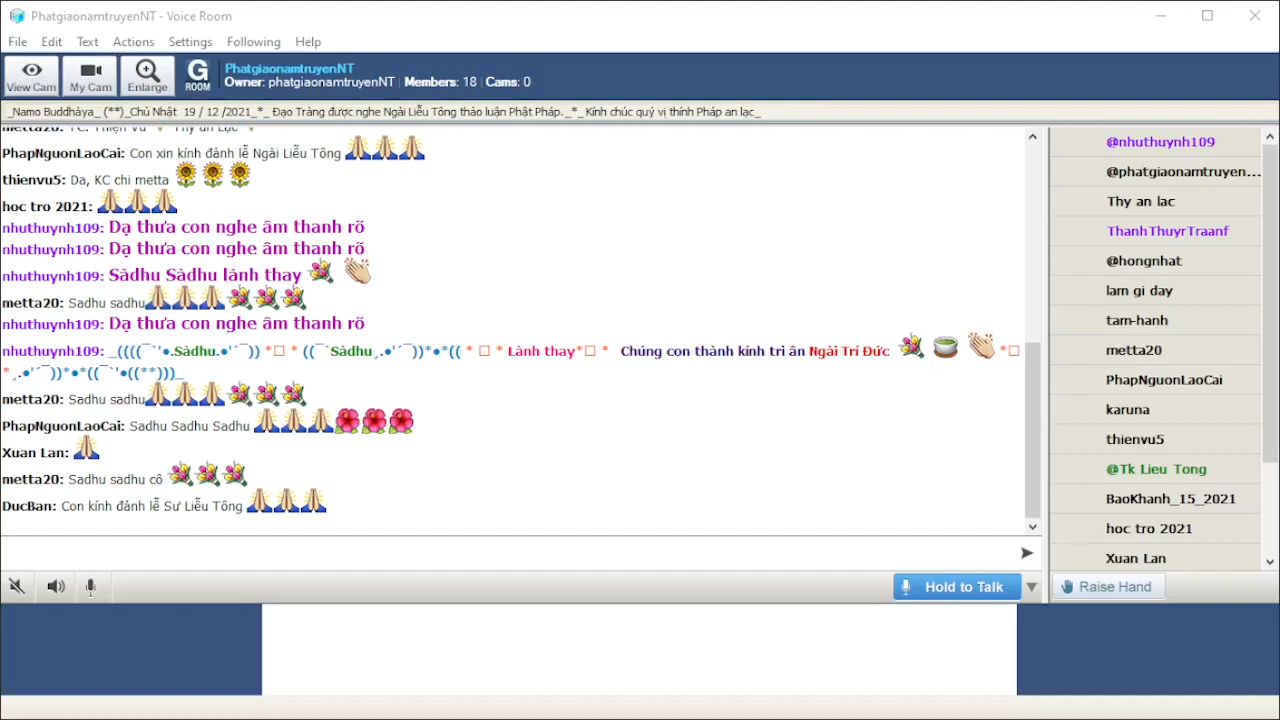 PhatgiaonamtruyenNT - Voice Room
File Edit Text Actions Settings Following Help
View Cam My Cam Enlarge G ROOM
PhatgiaonamtruyenNT
Owner: phatgiaonamtruyenNT | Members: 18 | Cams: 0
_Namo Buddhàya_ (**)_Chủ Nhật 19 / 12 /2021_*_ Đạo Tràng được nghe Ngài Liễu Tông thảo luận Phật Pháp._*_Kính chúc quý vị thính Pháp an lạc_
metta20: TC. Thiện Vũ Thy an Lạc
PhapNguonLaoCai: Con xin kính đảnh lễ Ngài Liễu Tông
thienvu5: Da, KC chi metta
hoc tro 2021:
nhuthuynh109: Dạ thưa con nghe âm thanh rõ
nhuthuynh109: Dạ thưa con nghe âm thanh rõ
nhuthuynh109: Sàdhu Sàdhu lành thay
metta20: Sadhu sadhu
nhuthuynh109: Dạ thưa con nghe âm thanh rõ
nhuthuynh109: _((((¯`'●.Sàdhu.●'´¯)) *□ * ((¯`Sàdhu¸.●'´¯))*●*(( * □ * Lành thay*□ * Chúng con thành kính tri ân Ngài Trí Đức *□
*¸.●'´¯))*●*((¯`'●((**)))_
metta20: Sadhu sadhu
PhapNguonLaoCai: Sadhu Sadhu Sadhu
Xuan Lan:
metta20: Sadhu sadhu cô
DucBan: Con kính đảnh lễ Sư Liễu Tông
Hold to Talk
@nhuthuynh109
@phatgiaonamtruyen...
Thy an lac
ThanhThuyrTraanf
@hongnhat
lam gi day
tam-hanh
metta20
PhapNguonLaoCai
karuna
thienvu5
@Tk Lieu Tong
BaoKhanh_15_2021
hoc tro 2021
Xuan Lan
Raise Hand